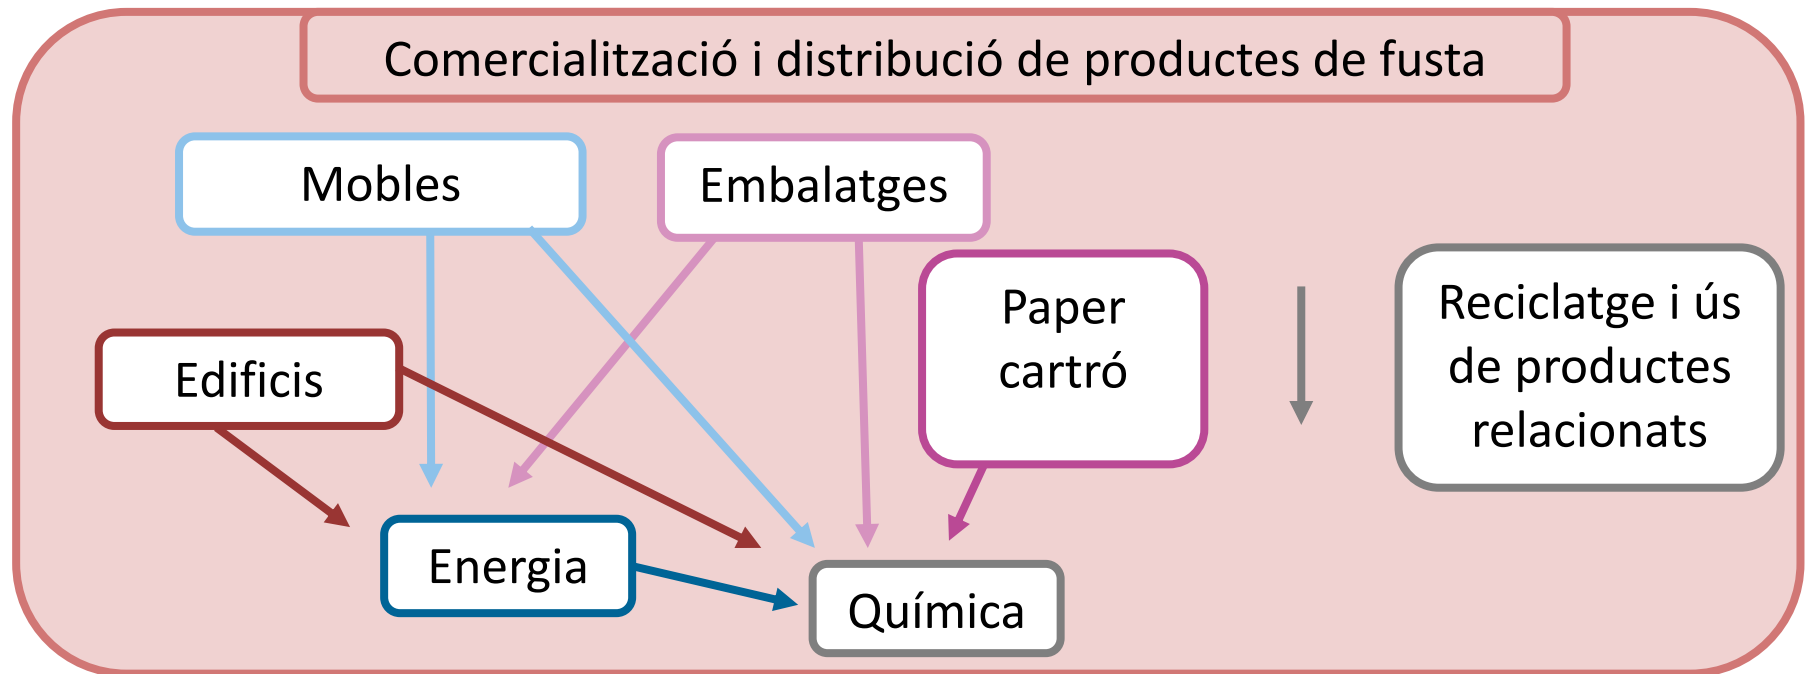 Comercialització i distribució de productes de fusta
Mobles
Embalatges
Paper
cartró
Reciclatge i ús
de productes
relacionats
Edificis
Energia
Química